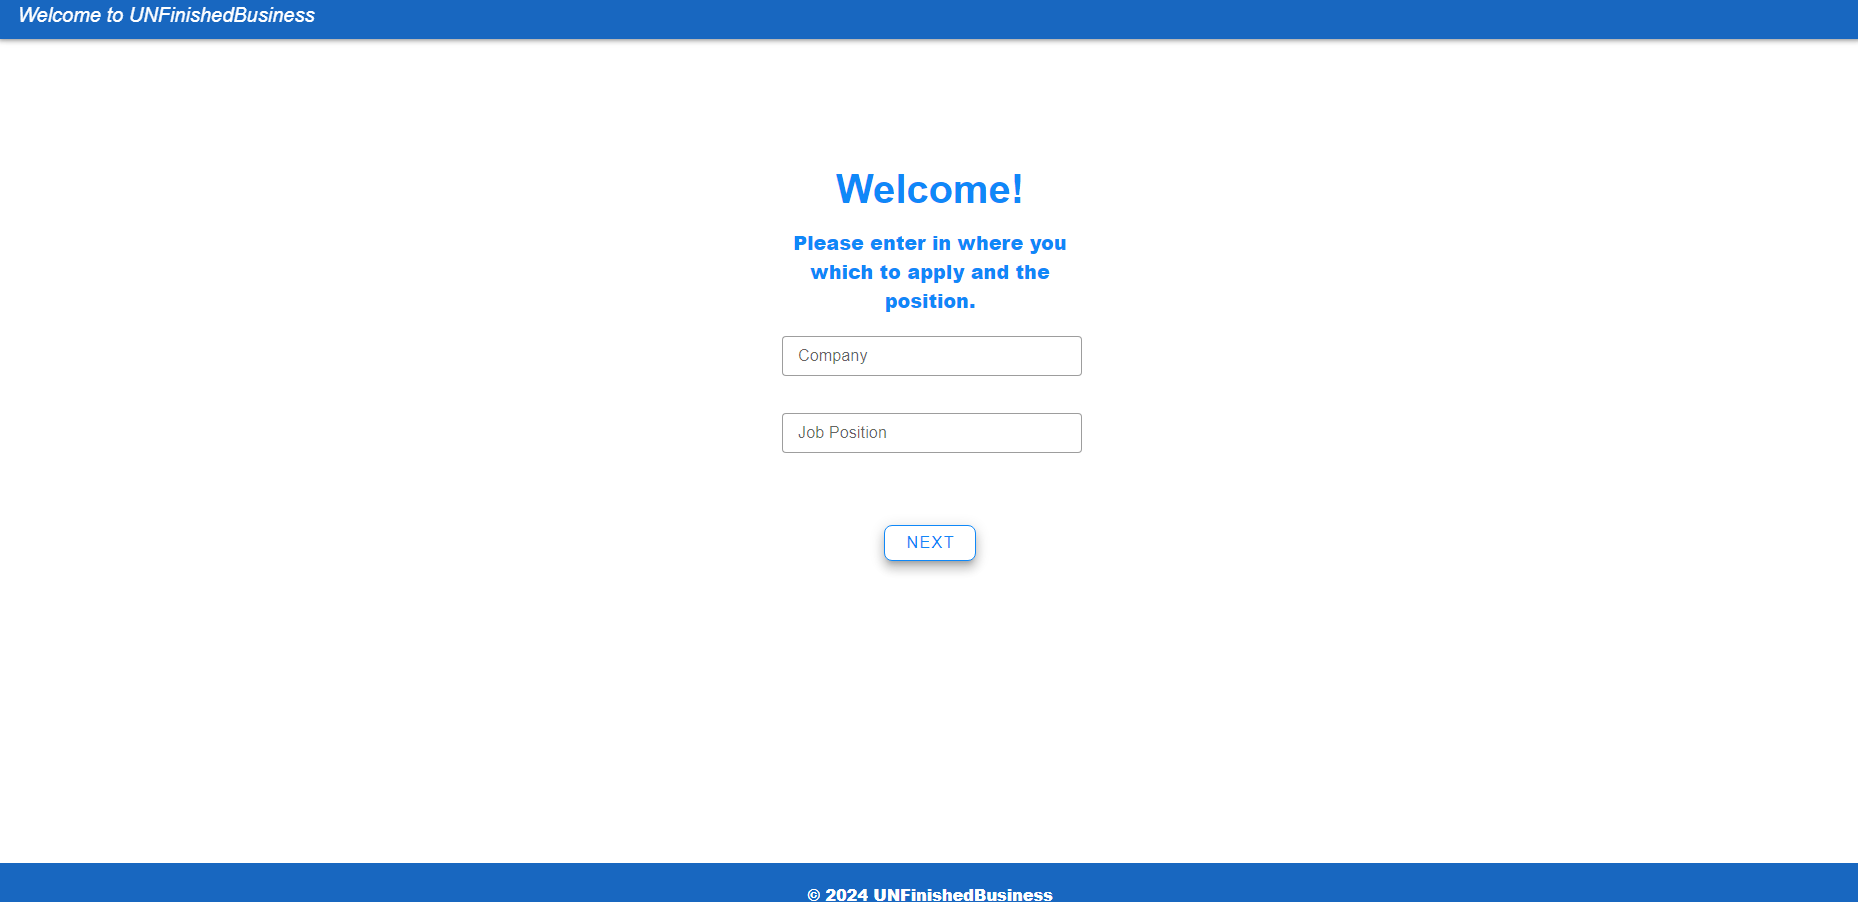 Welcome to UNFinishedBusiness
Welcome!
Please enter in where you
which to apply and the
position.
Company
Job Position
NEXT
© 2024 UNFinishedBusiness